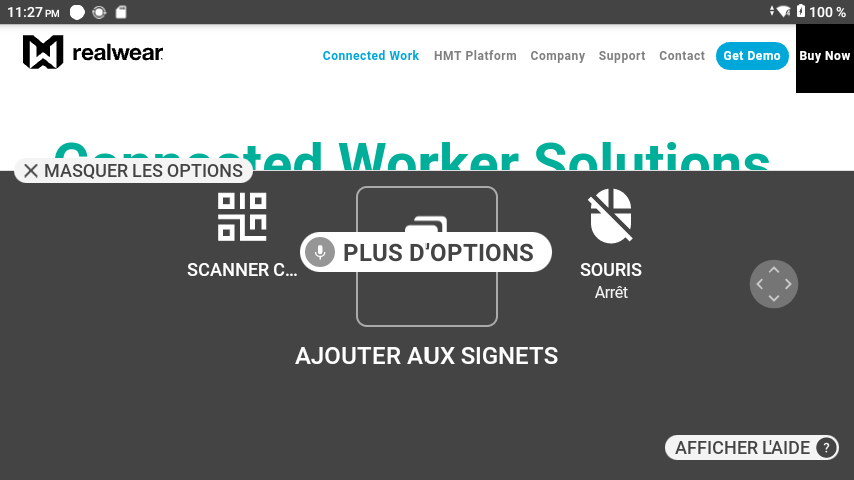 11:27 PM
100 %
realwear
Connected Work
HMT Platform
Company
Support
Contact
Get Demo
Buy Now
Connected Worker Solutions
MASQUER LES OPTIONS
SCANNER C...
PLUS D'OPTIONS
SOURIS
Arrêt
AJOUTER AUX SIGNETS
AFFICHER L'AIDE ?